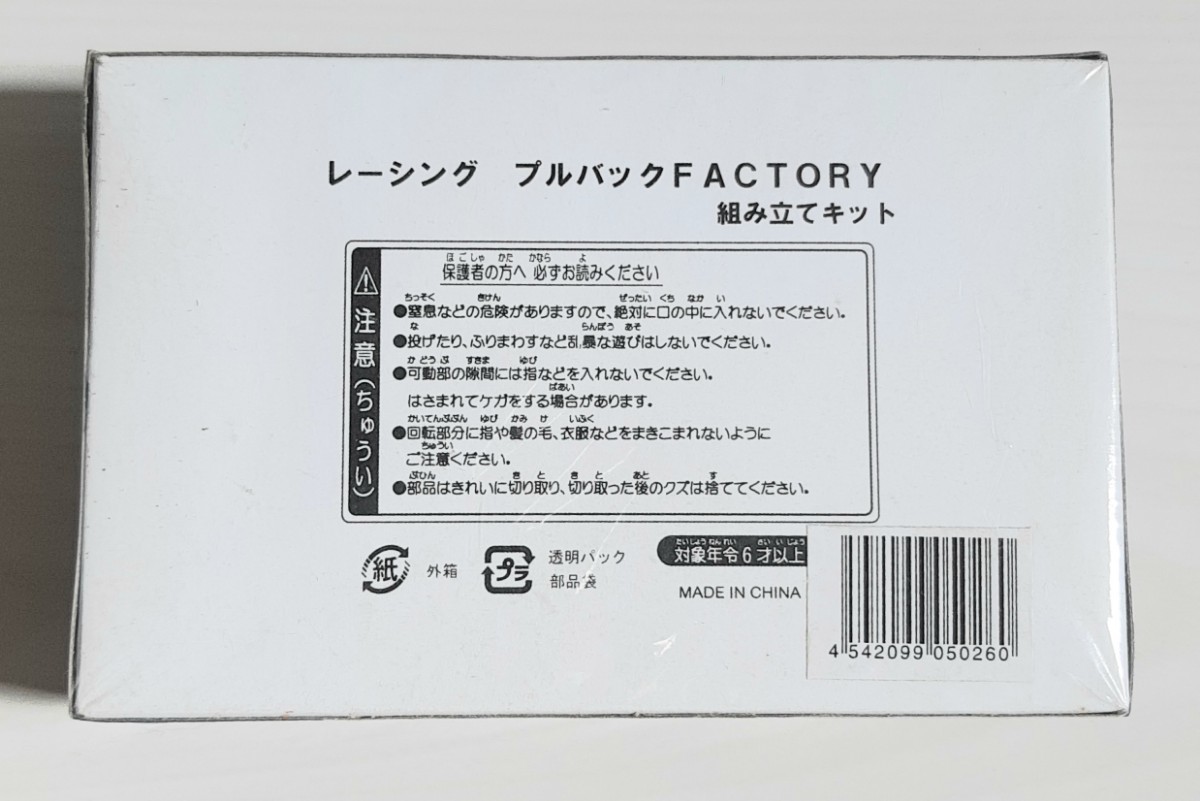 レーシング プルバックFACTORY
組み立てキット
注意(ちゅうい)
ほごしゃ かた かなら よ
保護者の方へ 必ずお読みください
ちっそく きけん ぜったい くち なか い
●窒息などの危険がありますので、絶対に口の中に入れないでください。
な らんぼう あそ
●投げたり、ふりまわすなど乱暴な遊びはしないでください。
かどうぶ すきま ゆび
●可動部の隙間には指などを入れないでください。
ばあい
はさまれてケガをする場合があります。
かいてんぶぶん ゆび かみ け いふく
●回転部分に指や髪の毛、衣服などをまきこまれないように
ちゅうい
ご注意ください。
ぶひん き と き と あと す
●部品はきれいに切り取り、切り取った後のクズは捨ててください。
紙 外箱
プラ 透明パック
部品袋
たいしょうねんれい さいいじょう
対象年令6才以上
MADE IN CHINA
4 542099 050260